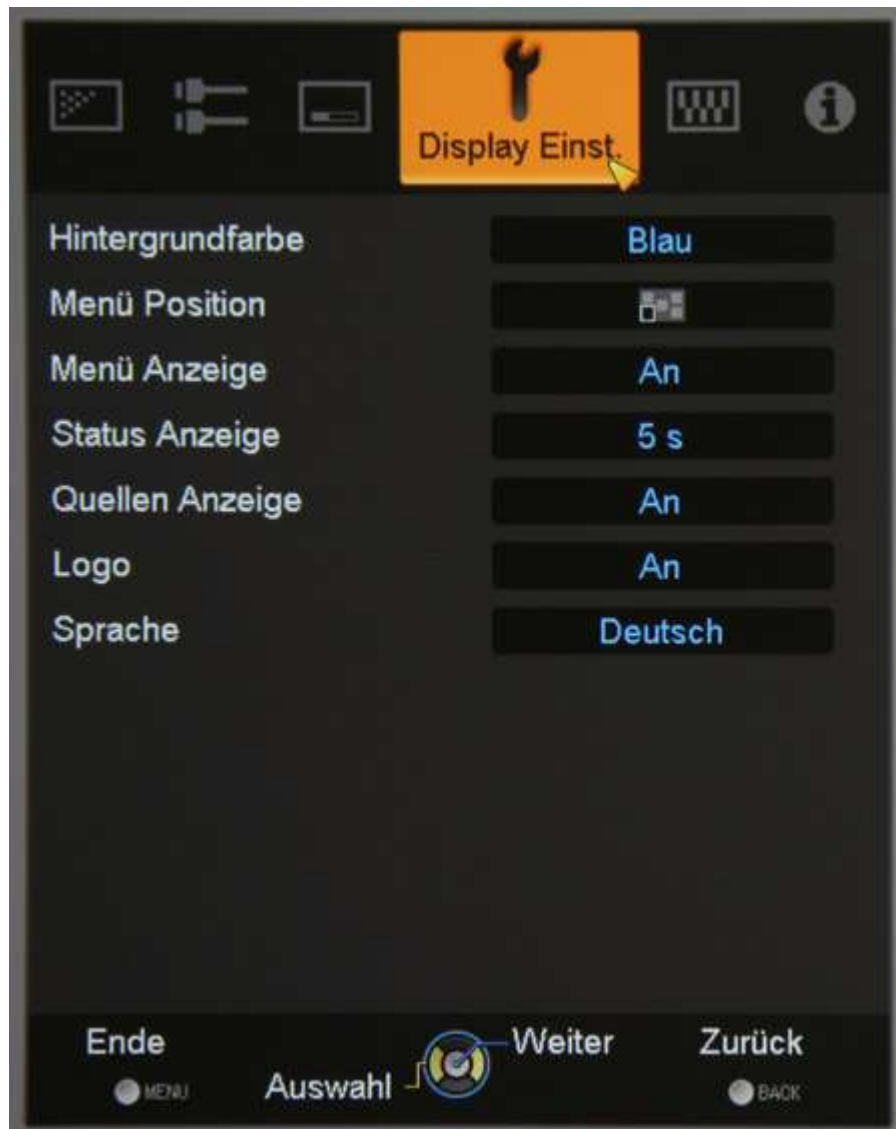 Display Einst.
Hintergrundfarbe Blau
Menü Position
Menü Anzeige An
Status Anzeige 5 s
Quellen Anzeige An
Logo An
Sprache Deutsch
Ende Weiter Zurück
MENU Auswahl BACK